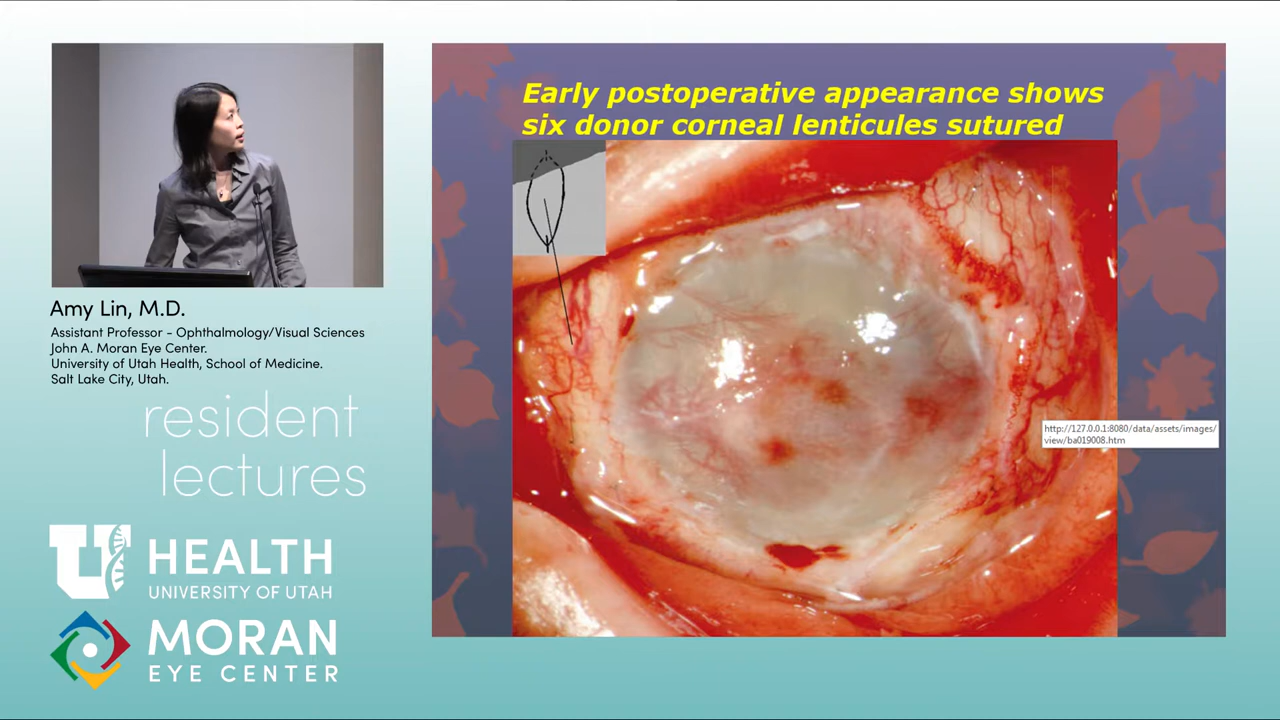 Early postoperative appearance shows
six donor corneal lenticules sutured
http://127.0.0.1:8080/data/assets/images/
view/ba019008.htm
Amy Lin, M.D.
Assistant Professor – Ophthalmology/Visual Sciences
John A. Moran Eye Center.
University of Utah Health, School of Medicine.
Salt Lake City, Utah.
resident
lectures
U HEALTH
UNIVERSITY OF UTAH
MORAN
EYE CENTER